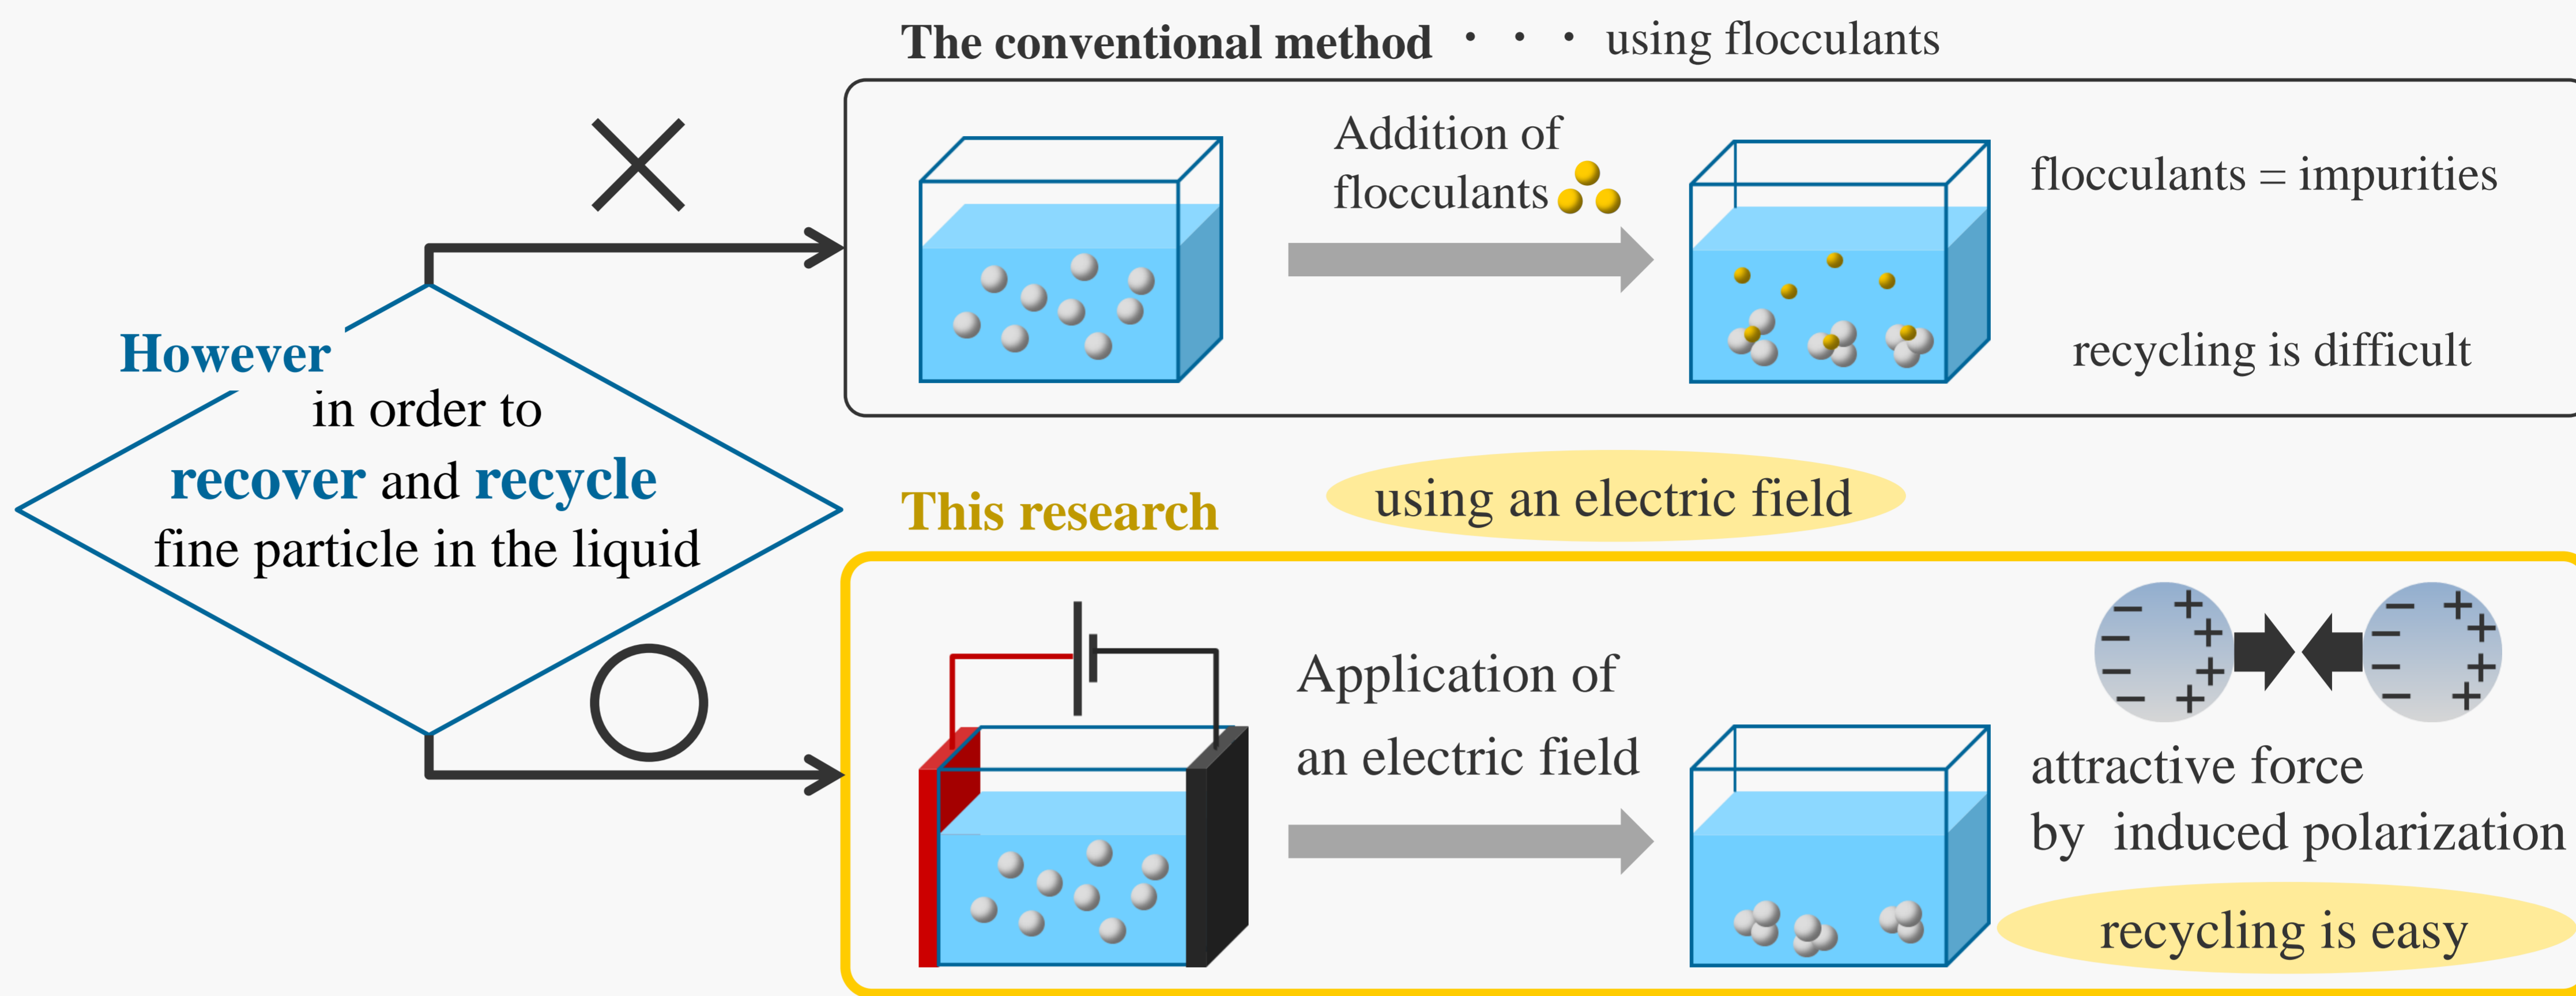 The conventional method ・ ・ ・ using flocculants
Addition of
flocculants
flocculants = impurities
recycling is difficult
However
in order to
recover and recycle
fine particle in the liquid
This research
using an electric field
Application of
an electric field
− + − + − + − +
− + − + − + − +
attractive force
by induced polarization
recycling is easy